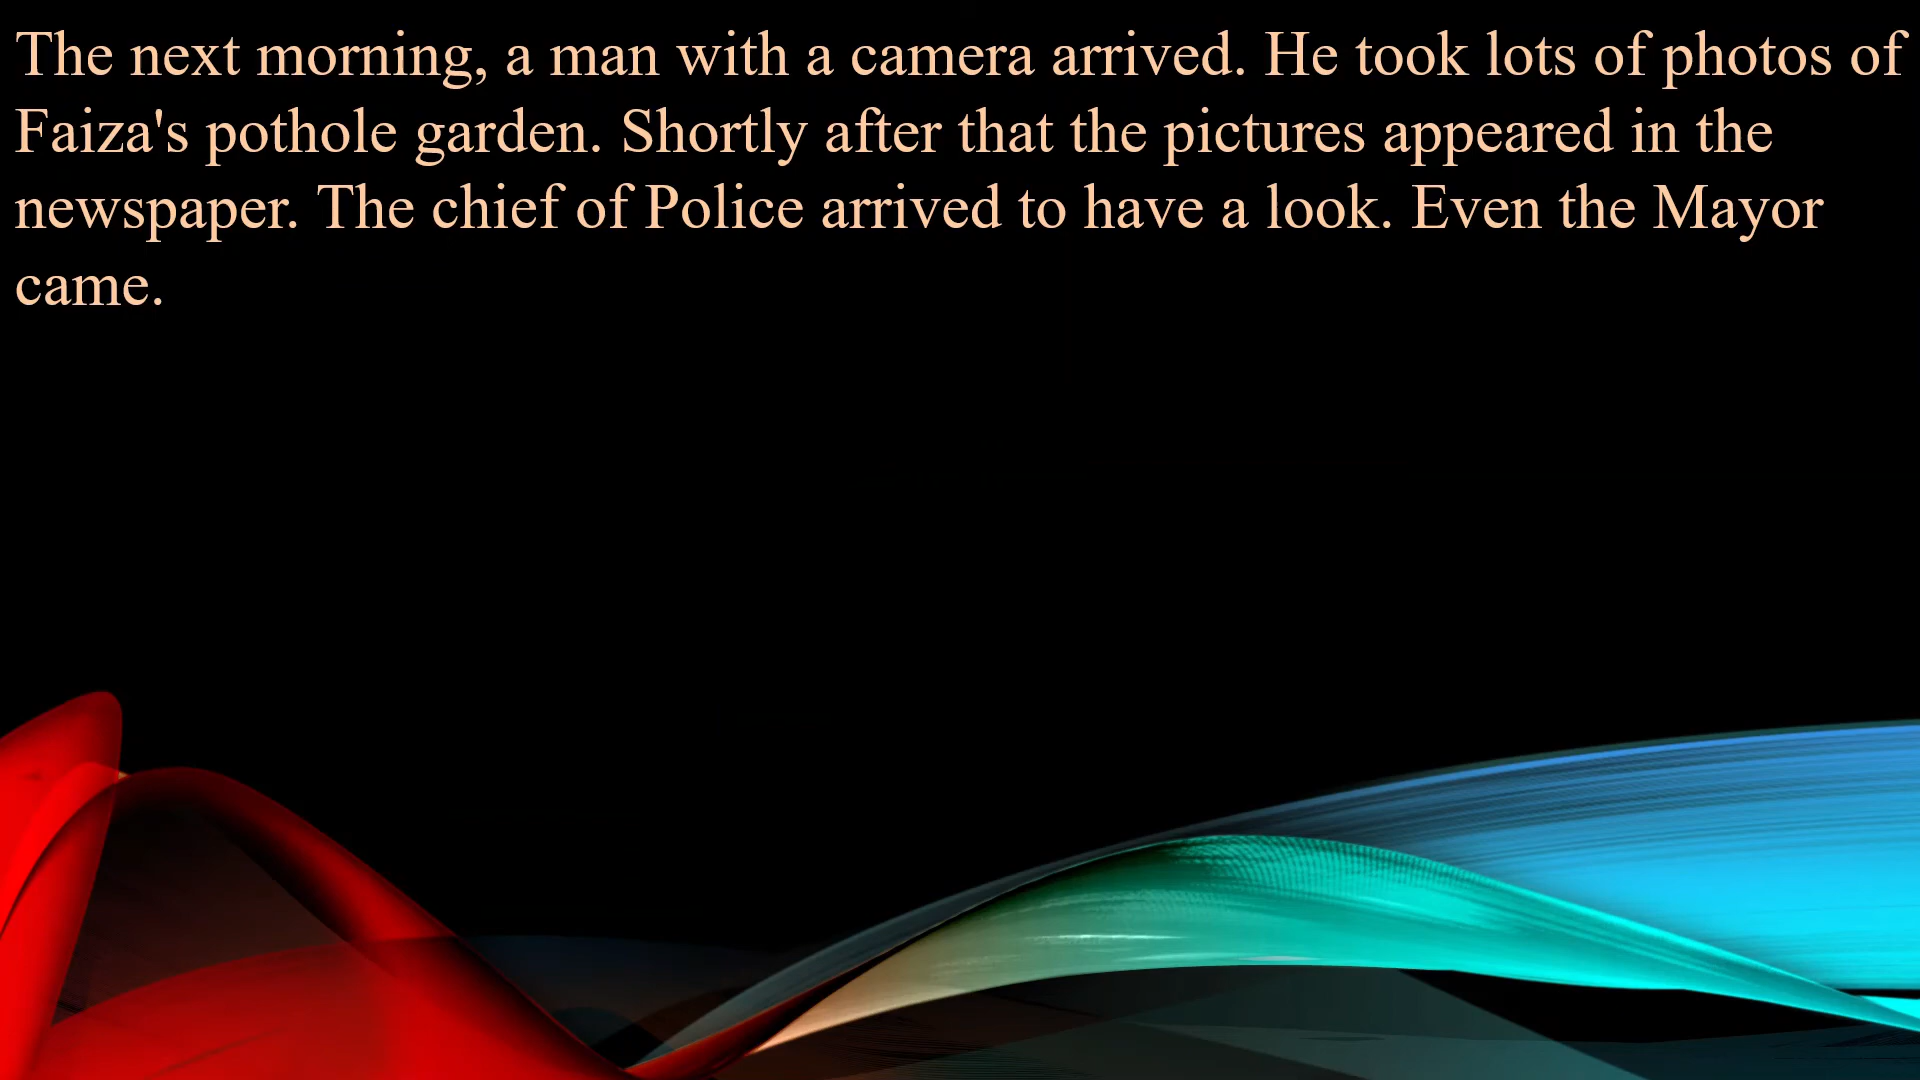 The next morning, a man with a camera arrived. He took lots of photos of
Faiza's pothole garden. Shortly after that the pictures appeared in the
newspaper. The chief of Police arrived to have a look. Even the Mayor
came.